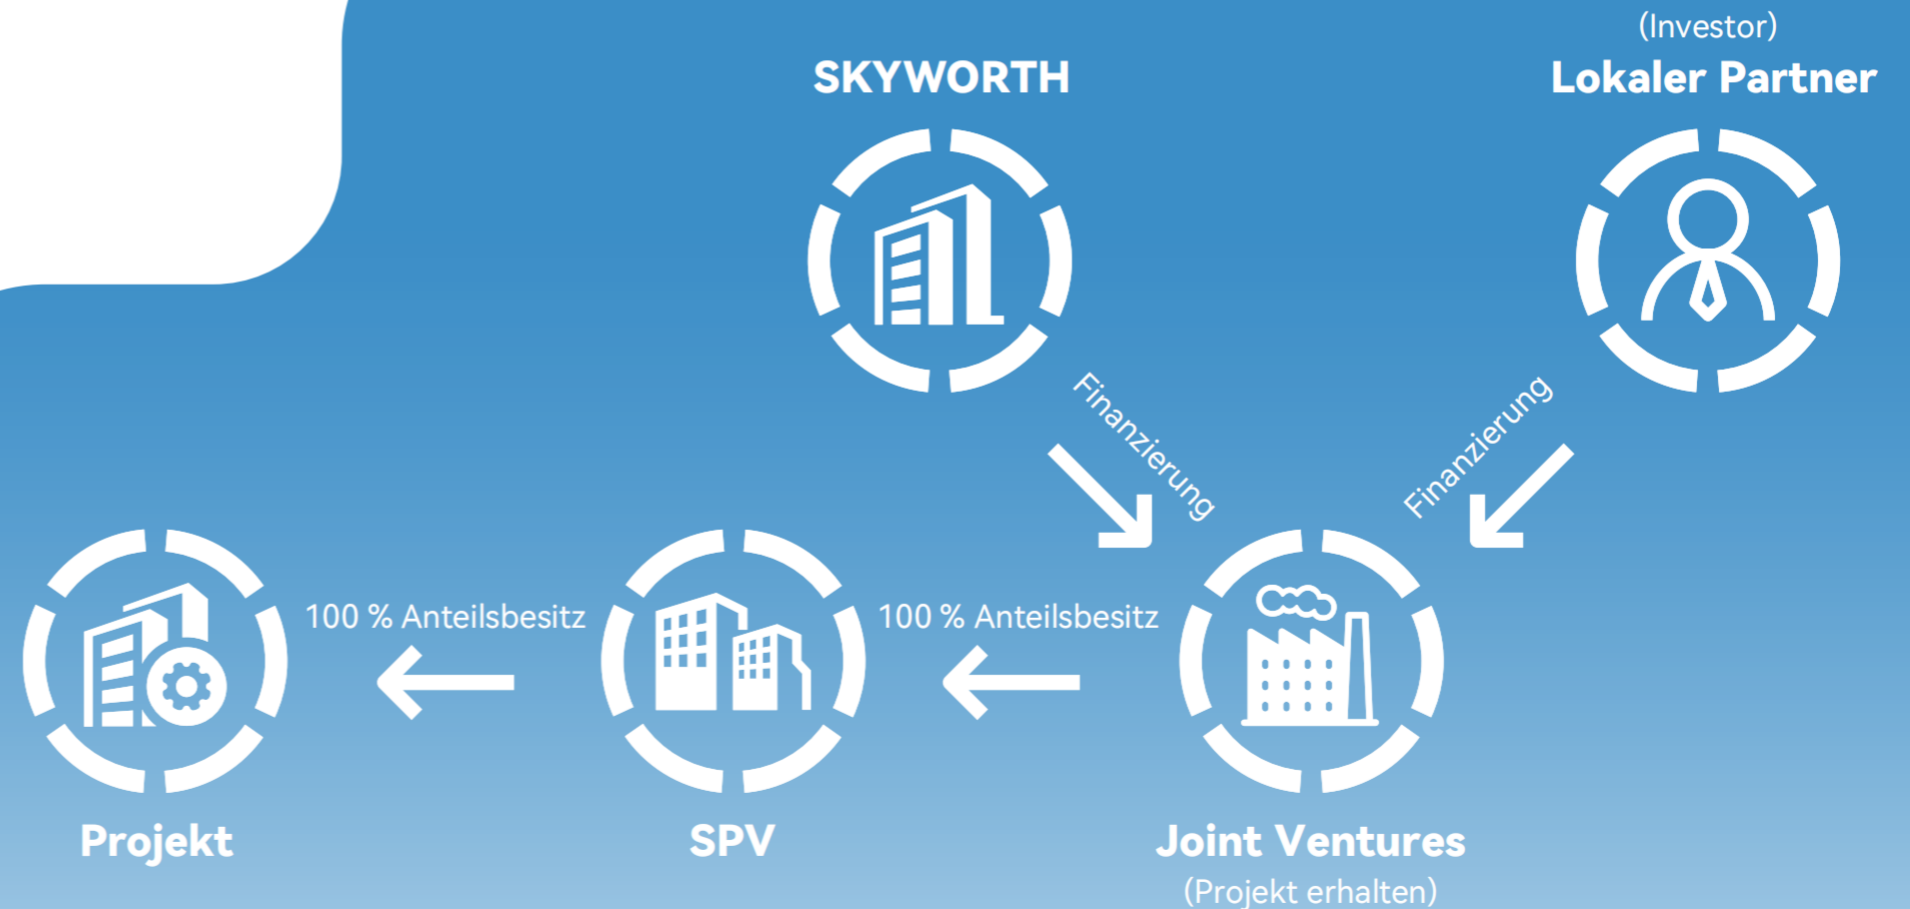 (Investor)
SKYWORTH
Lokaler Partner
Finanzierung
Finanzierung
100 % Anteilsbesitz
100 % Anteilsbesitz
Projekt
SPV
Joint Ventures
(Projekt erhalten)